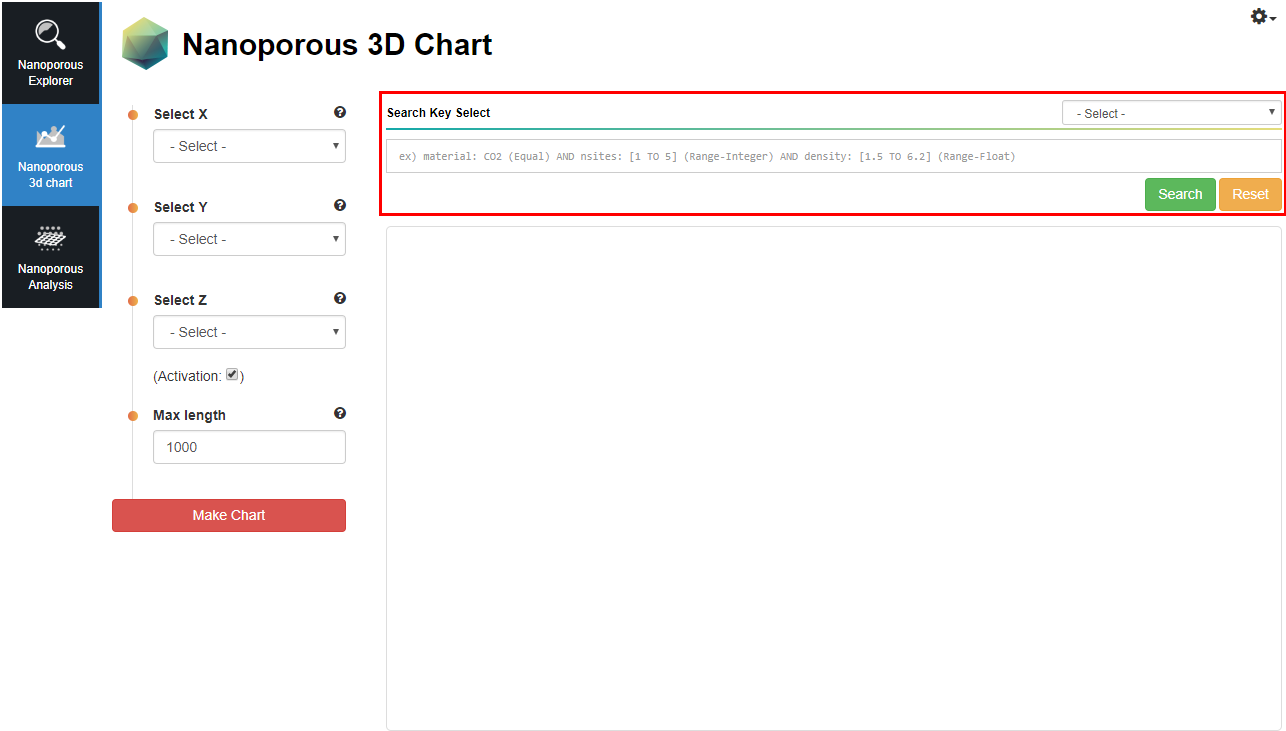 Nanoporous
Explorer
Nanoporous
3d chart
Nanoporous
Analysis
Nanoporous 3D Chart
Select X
- Select -
Select Y
- Select -
Select Z
- Select -
(Activation: )
Max length
1000
Make Chart
Search Key Select
- Select -
ex) material: CO2 (Equal) AND nsites: [1 TO 5] (Range-Integer) AND density: [1.5 TO 6.2] (Range-Float)
Search
Reset